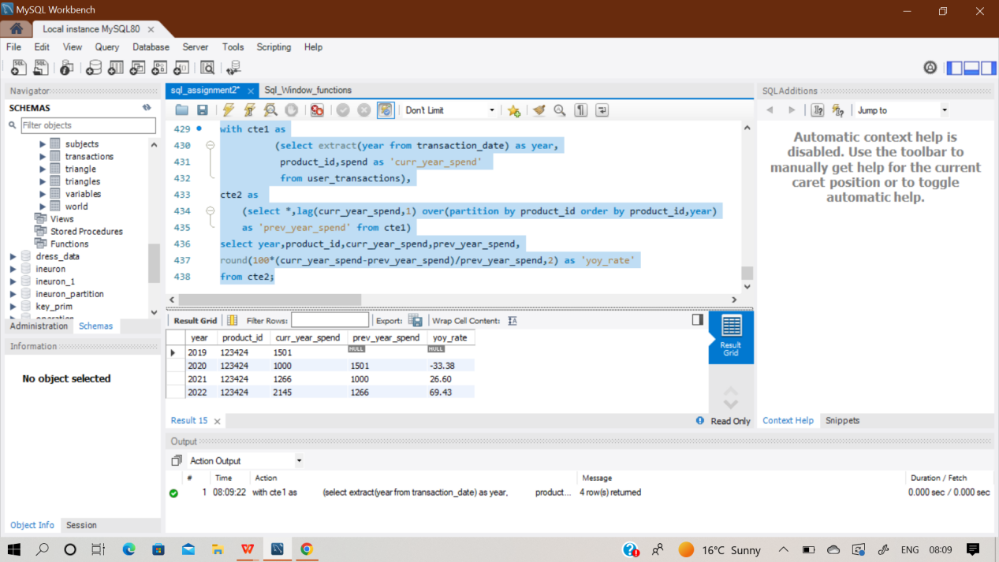 MySQL Workbench
Local instance MySQL80
File Edit View Query Database Server Tools Scripting Help
Navigator
SCHEMAS
Filter objects
subjects
transactions
triangle
triangles
variables
world
Views
Stored Procedures
Functions
dress_data
ineuron
ineuron_1
ineuron_partition
key_prim
Administration Schemas
Information
No object selected
Object Info Session
sql_assignment2* Sql_Window_functions
Don't Limit
429 with cte1 as
430 (select extract(year from transaction_date) as year,
431 product_id,spend as 'curr_year_spend'
432 from user_transactions),
433 cte2 as
434 (select *,lag(curr_year_spend,1) over(partition by product_id order by product_id,year)
435 as 'prev_year_spend' from cte1)
436 select year,product_id,curr_year_spend,prev_year_spend,
437 round(100*(curr_year_spend-prev_year_spend)/prev_year_spend,2) as 'yoy_rate'
438 from cte2;
Result Grid Filter Rows: Export: Wrap Cell Content:
year product_id curr_year_spend prev_year_spend yoy_rate
2019 123424 1501 NULL NULL
2020 123424 1000 1501 -33.38
2021 123424 1266 1000 26.60
2022 123424 2145 1266 69.43
Result
Grid
Result 15 Read Only
SQLAdditions
Jump to
Automatic context help is
disabled. Use the toolbar to
manually get help for the current
caret position or to toggle
automatic help.
Context Help Snippets
Output
Action Output
# Time Action Message Duration / Fetch
1 08:09:22 with cte1 as (select extract(year from transaction_date) as year, product... 4 row(s) returned 0.000 sec / 0.000 sec
16°C Sunny ENG 08:09